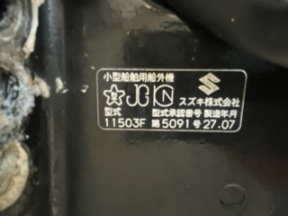 小型船舶用船外機
JCI スズキ株式会社
型式 型式承認番号 製造年月
11503F 第5091号 27.07